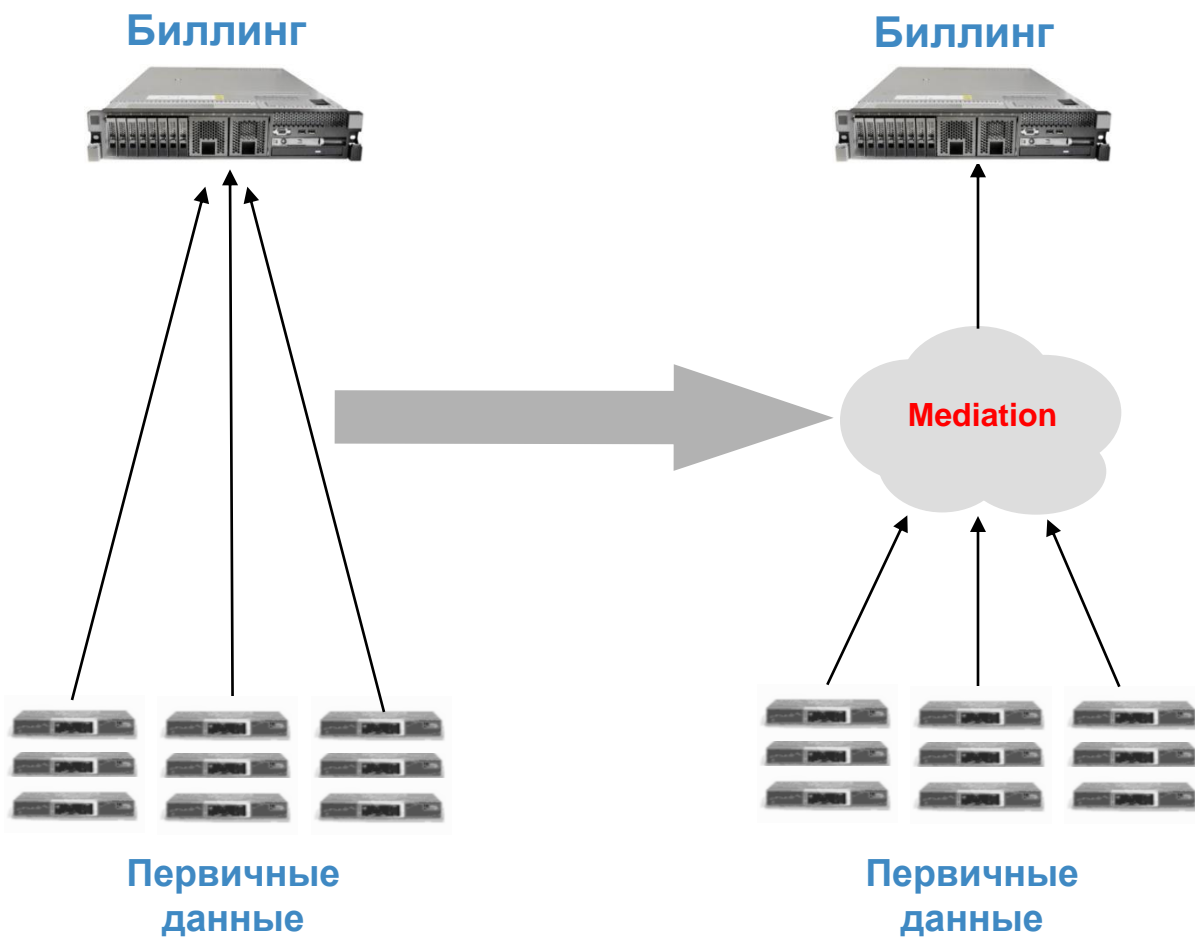 Биллинг
Биллинг
Mediation
Первичные
данные
Первичные
данные